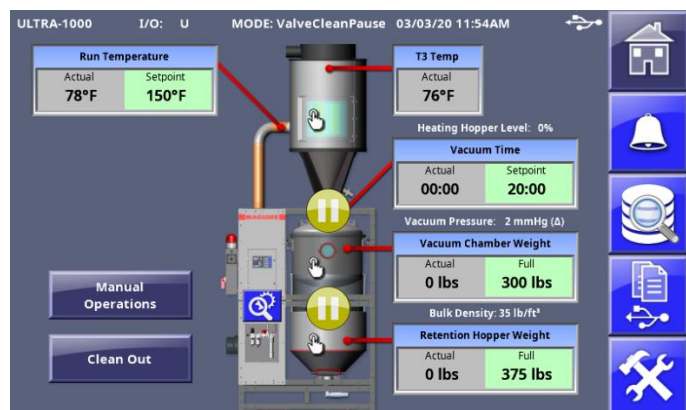 ULTRA-1000 I/O: U MODE: ValveCleanPause 03/03/20 11:54AM
Run Temperature
Actual Setpoint
78°F 150°F
T3 Temp
Actual
76°F
Heating Hopper Level: 0%
Vacuum Time
Actual Setpoint
00:00 20:00
MAGUIRE
Vacuum Pressure: 2 mmHg (Δ)
Vacuum Chamber Weight
Actual Full
0 lbs 300 lbs
Manual
Operations
Bulk Density: 35 lb/ft³
Retention Hopper Weight
Actual Full
0 lbs 375 lbs
Clean Out